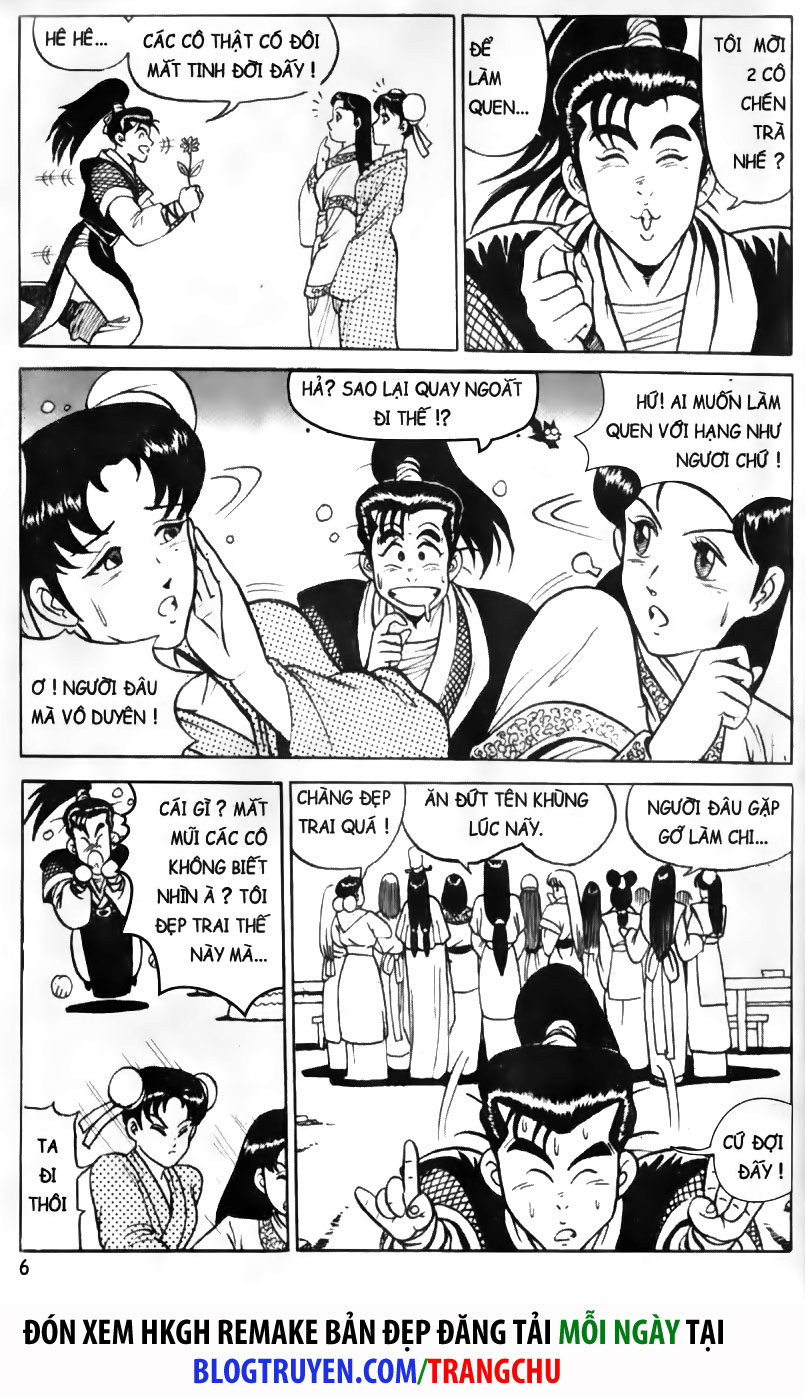 HÊ HÊ...
CÁC CÔ THẬT CÓ ĐÔI
MẮT TINH ĐỜI ĐẤY !
ĐỂ
LÀM
QUEN...
TÔI MỜI
2 CÔ
CHÉN
TRÀ
NHÉ ?
HẢ? SAO LẠI QUAY NGOẮT
ĐI THẾ !?
HỨ! AI MUỐN LÀM
QUEN VỚI HẠNG NHƯ
NGƯƠI CHỨ !
Ơ ! NGƯỜI ĐÂU
MÀ VÔ DUYÊN !
CÁI GÌ ? MẮT
MŨI CÁC CÔ
KHÔNG BIẾT
NHÌN À ? TÔI
ĐẸP TRAI THẾ
NÀY MÀ...
TA
ĐI
THÔI
CHÀNG ĐẸP
TRAI QUÁ !
ĂN ĐỨT TÊN KHÙNG
LÚC NÃY.
NGƯỜI ĐÂU GẶP
GỠ LÀM CHI...
CỨ ĐỢI
ĐẤY !
6
ĐÓN XEM HKGH REMAKE BẢN ĐẸP ĐĂNG TẢI MỖI NGÀY TẠI
BLOGTRUYEN.COM/TRANGCHU